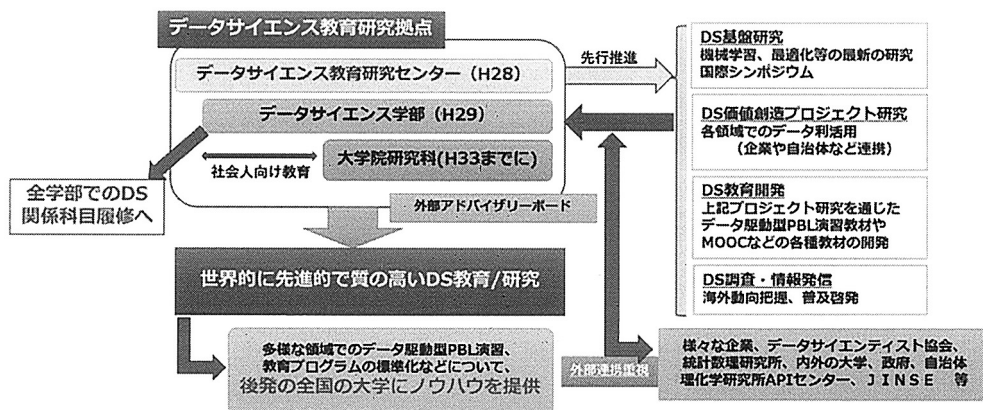 データサイエンス教育研究拠点
データサイエンス教育研究センター（H28）
データサイエンス学部（H29）
大学院研究科(H33までに)
社会人向け教育
外部アドバイザリーボード
全学部でのDS
関係科目履修へ
先行推進
DS基盤研究
機械学習、最適化等の最新の研究
国際シンポジウム
DS価値創造プロジェクト研究
各領域でのデータ利活用
（企業や自治体など連携）
DS教育開発
上記プロジェクト研究を通じた
データ駆動型PBL演習教材や
MOOCなどの各種教材の開発
DS調査・情報発信
海外動向把握、普及啓発
世界的に先進的で質の高いDS教育/研究
多様な領域でのデータ駆動型PBL演習、
教育プログラムの標準化などについて、
後発の全国の大学にノウハウを提供
外部連携重視
様々な企業、データサイエンティスト協会、
統計数理研究所、内外の大学、政府、自治体
理化学研究所APIセンター、ＪＩＮＳＥ　等